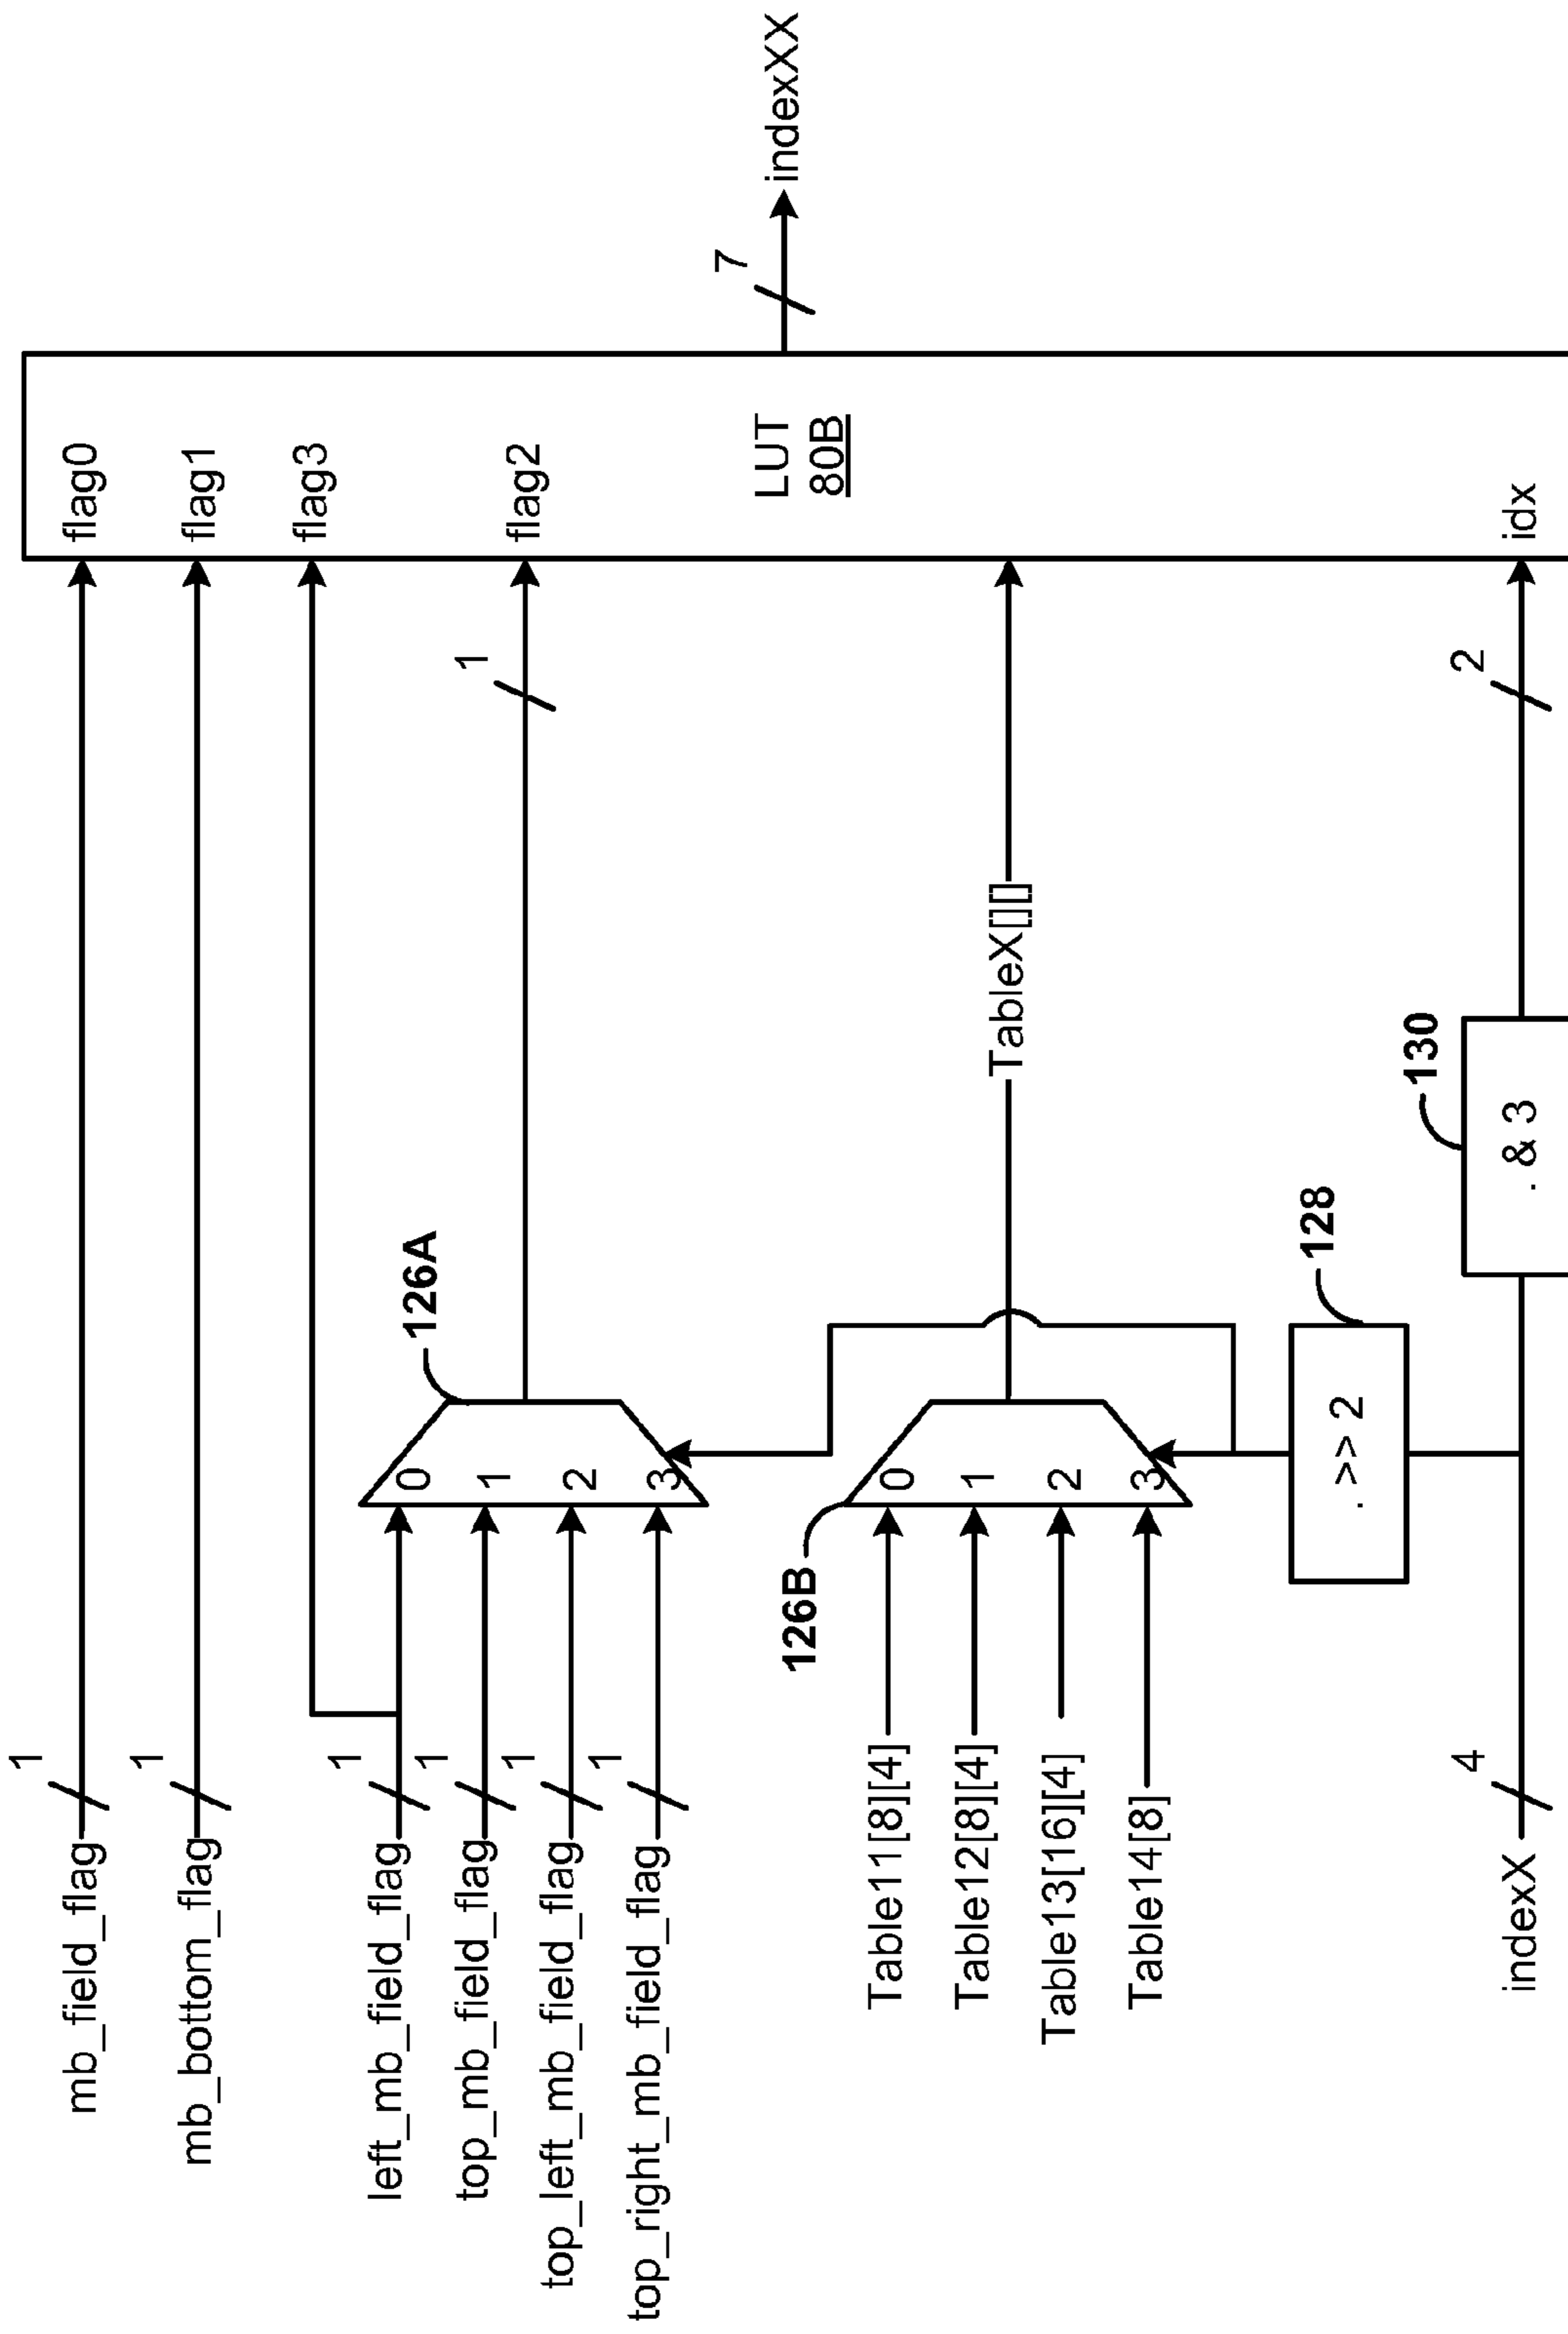 mb_field_flag
1
flag0
mb_bottom_flag
1
flag1
left_mb_field_flag
1
flag3
top_mb_field_flag
1
top_left_mb_field_flag
1
top_right_mb_field_flag
1
0
1
2
3
126A
1
flag2
126B
Table11[8][4]
Table12[8][4]
Table13[16][4]
Table14[8]
0
1
2
3
TableX[][]
LUT
80B
7
indexXX
. >> 2
128
indexX
4
. & 3
130
2
idx